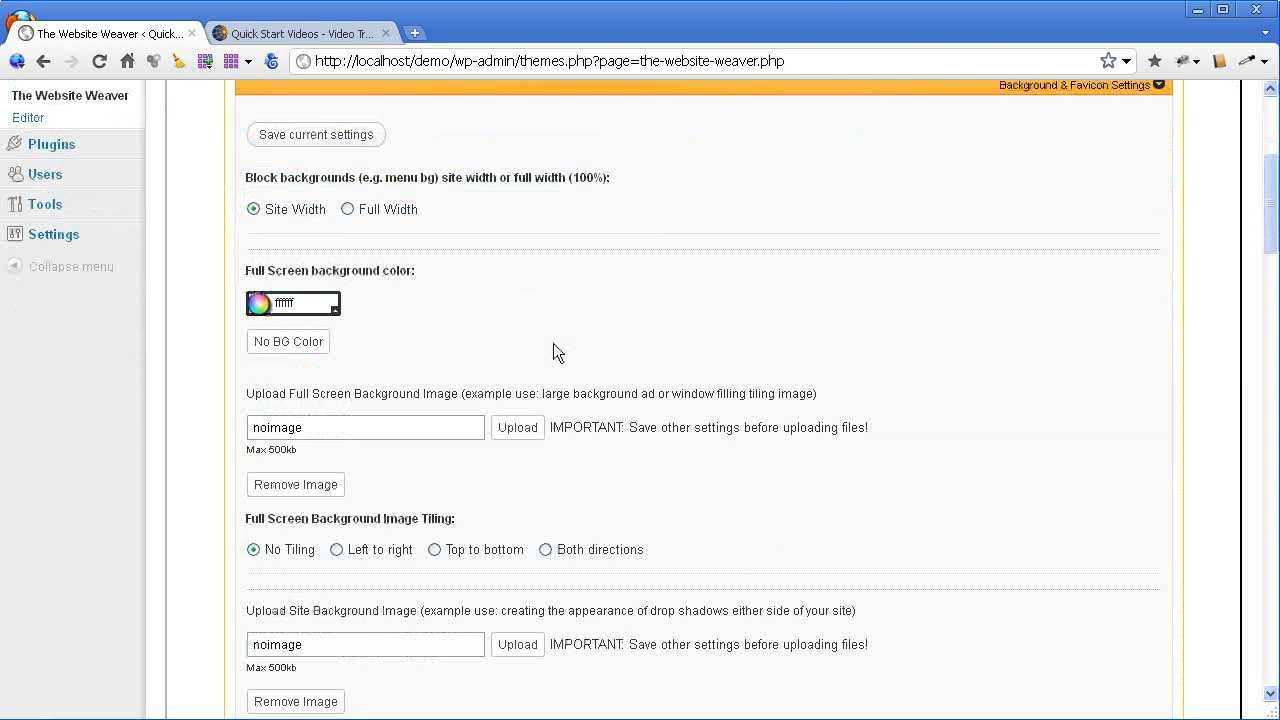 The Website Weaver ‹ Quick...
Quick Start Videos - Video Tr...
http://localhost/demo/wp-admin/themes.php?page=the-website-weaver.php
The Website Weaver
Editor
Plugins
Users
Tools
Settings
Collapse menu
Background & Favicon Settings
Save current settings
Block backgrounds (e.g. menu bg) site width or full width (100%):
Site Width Full Width
Full Screen background color:
ffffff
No BG Color
Upload Full Screen Background Image (example use: large background ad or window filling tiling image)
noimage Upload IMPORTANT: Save other settings before uploading files!
Max 500kb
Remove Image
Full Screen Background Image Tiling:
No Tiling Left to right Top to bottom Both directions
Upload Site Background Image (example use: creating the appearance of drop shadows either side of your site)
noimage Upload IMPORTANT: Save other settings before uploading files!
Max 500kb
Remove Image